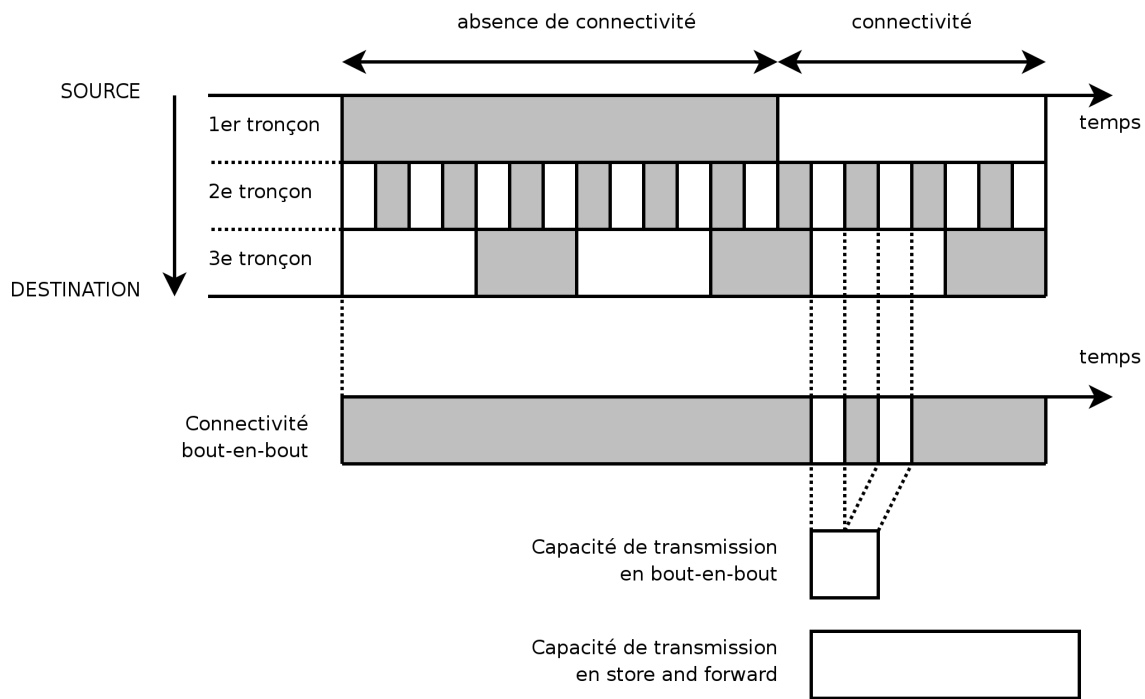 absence de connectivité
connectivité
SOURCE
temps
1er tronçon
2e tronçon
3e tronçon
DESTINATION
temps
Connectivité
bout-en-bout
Capacité de transmission
en bout-en-bout
Capacité de transmission
en store and forward